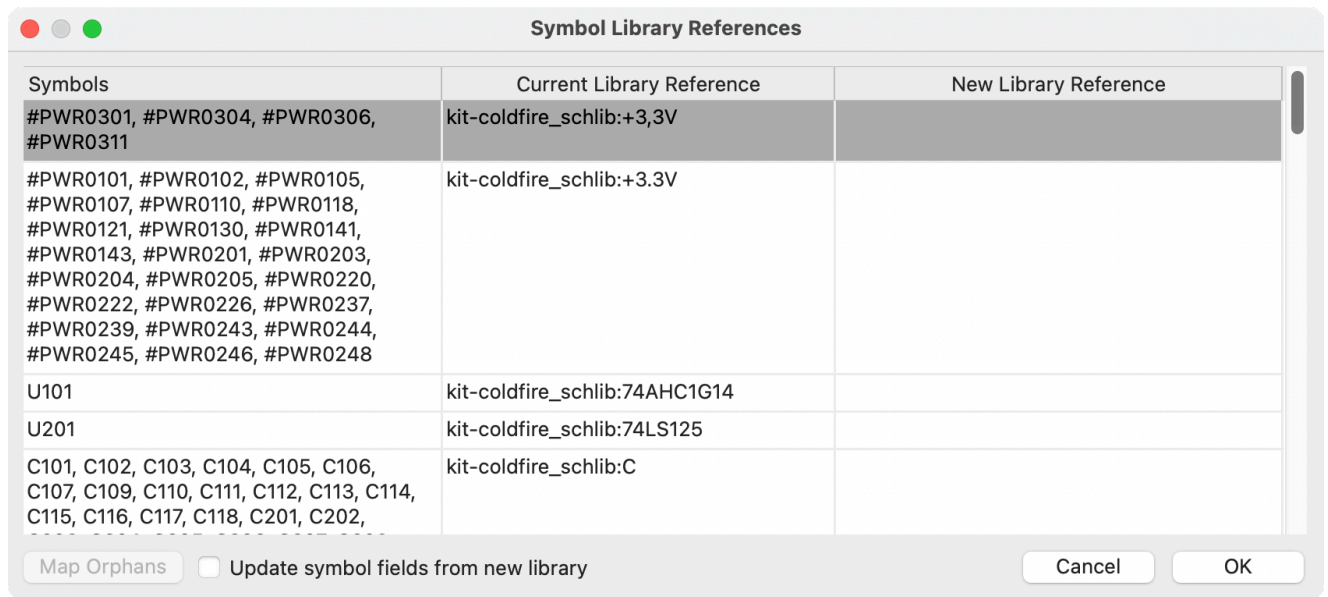 Symbol Library References
Symbols Current Library Reference New Library Reference
#PWR0301, #PWR0304, #PWR0306, kit-coldfire_schlib:+3,3V
#PWR0311
#PWR0101, #PWR0102, #PWR0105, kit-coldfire_schlib:+3.3V
#PWR0107, #PWR0110, #PWR0118,
#PWR0121, #PWR0130, #PWR0141,
#PWR0143, #PWR0201, #PWR0203,
#PWR0204, #PWR0205, #PWR0220,
#PWR0222, #PWR0226, #PWR0237,
#PWR0239, #PWR0243, #PWR0244,
#PWR0245, #PWR0246, #PWR0248
U101 kit-coldfire_schlib:74AHC1G14
U201 kit-coldfire_schlib:74LS125
C101, C102, C103, C104, C105, C106, kit-coldfire_schlib:C
C107, C109, C110, C111, C112, C113, C114,
C115, C116, C117, C118, C201, C202,
Map Orphans Update symbol fields from new library Cancel OK